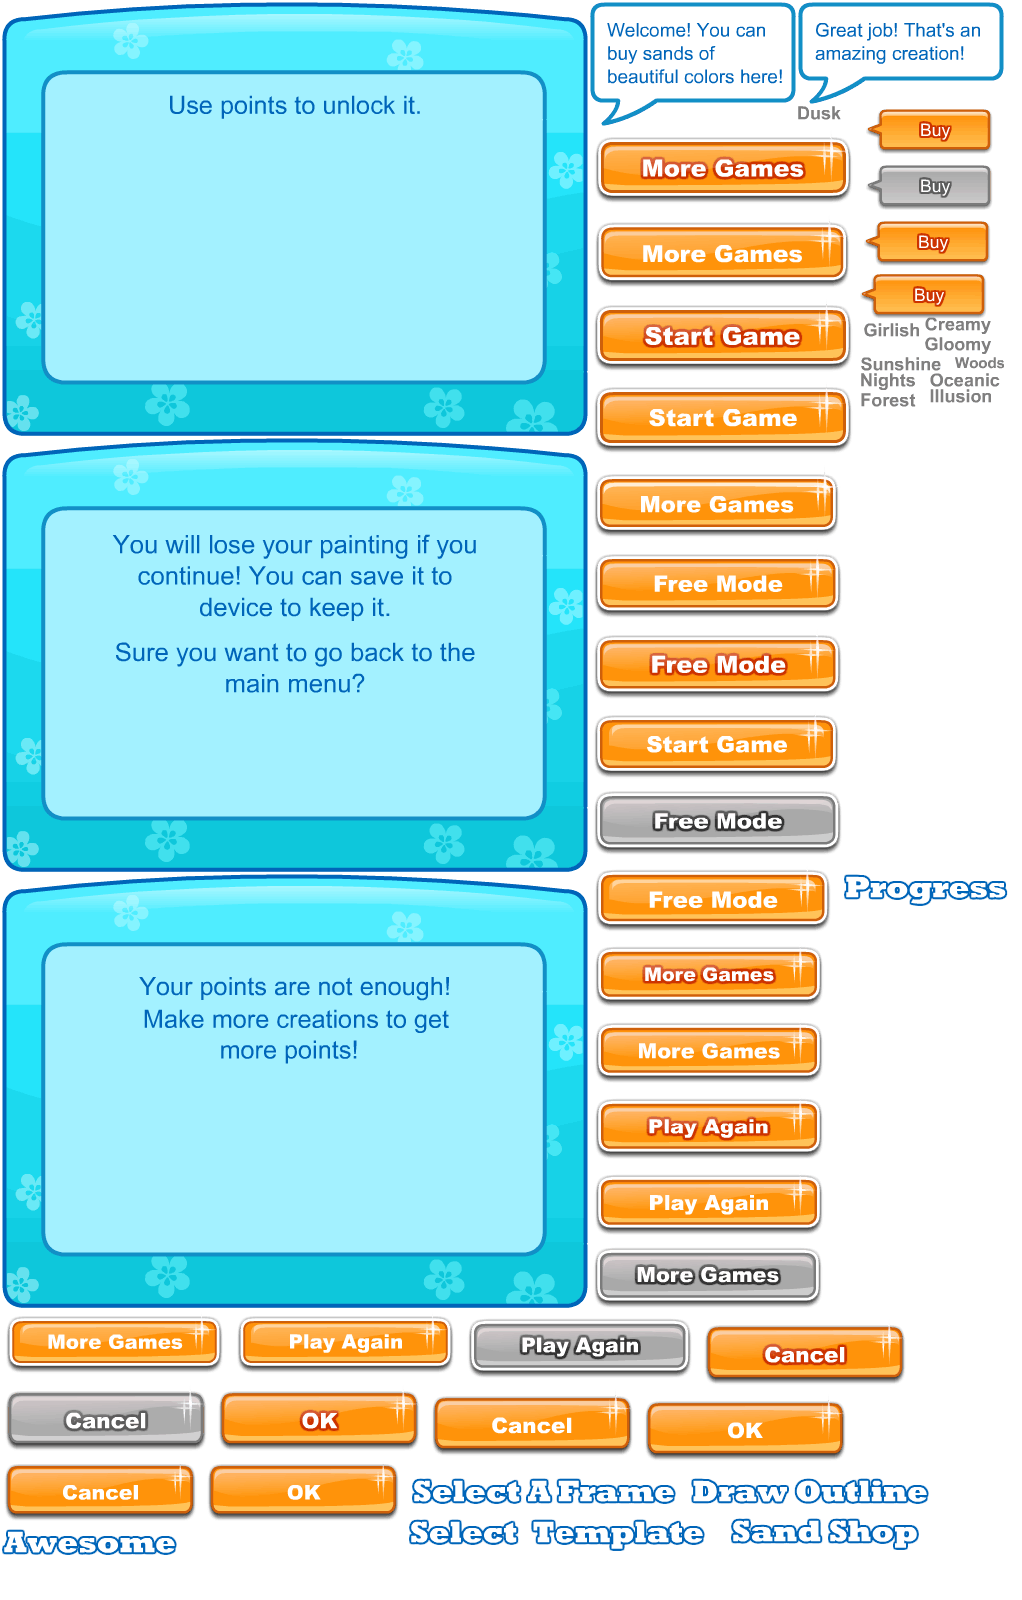 Use points to unlock it.
Welcome! You can
buy sands of
beautiful colors here!
Great job! That's an
amazing creation!
Dusk
Buy
More Games
Buy
More Games
Buy
Buy
Start Game
Girlish
Creamy
Gloomy
Sunshine
Woods
Nights
Oceanic
Forest
Illusion
Start Game
You will lose your painting if you
continue! You can save it to
device to keep it.
Sure you want to go back to the
main menu?
More Games
Free Mode
Free Mode
Start Game
Free Mode
Free Mode
Progress
Your points are not enough!
Make more creations to get
more points!
More Games
More Games
Play Again
Play Again
More Games
More Games
Play Again
Play Again
Cancel
Cancel
OK
Cancel
OK
Cancel
OK
Select A Frame
Draw Outline
Select Template
Sand Shop
Awesome